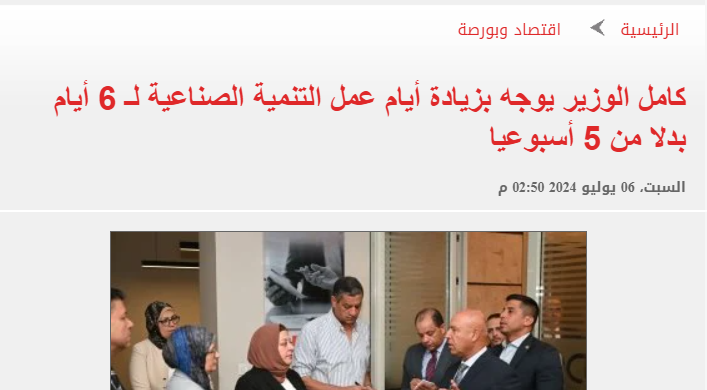 الرئيسية ➤ اقتصاد وبورصة
كامل الوزير يوجه بزيادة أيام عمل التنمية الصناعية لـ 6 أيام
بدلا من 5 أسبوعيا
السبت، 06 يوليو 2024 02:50 م